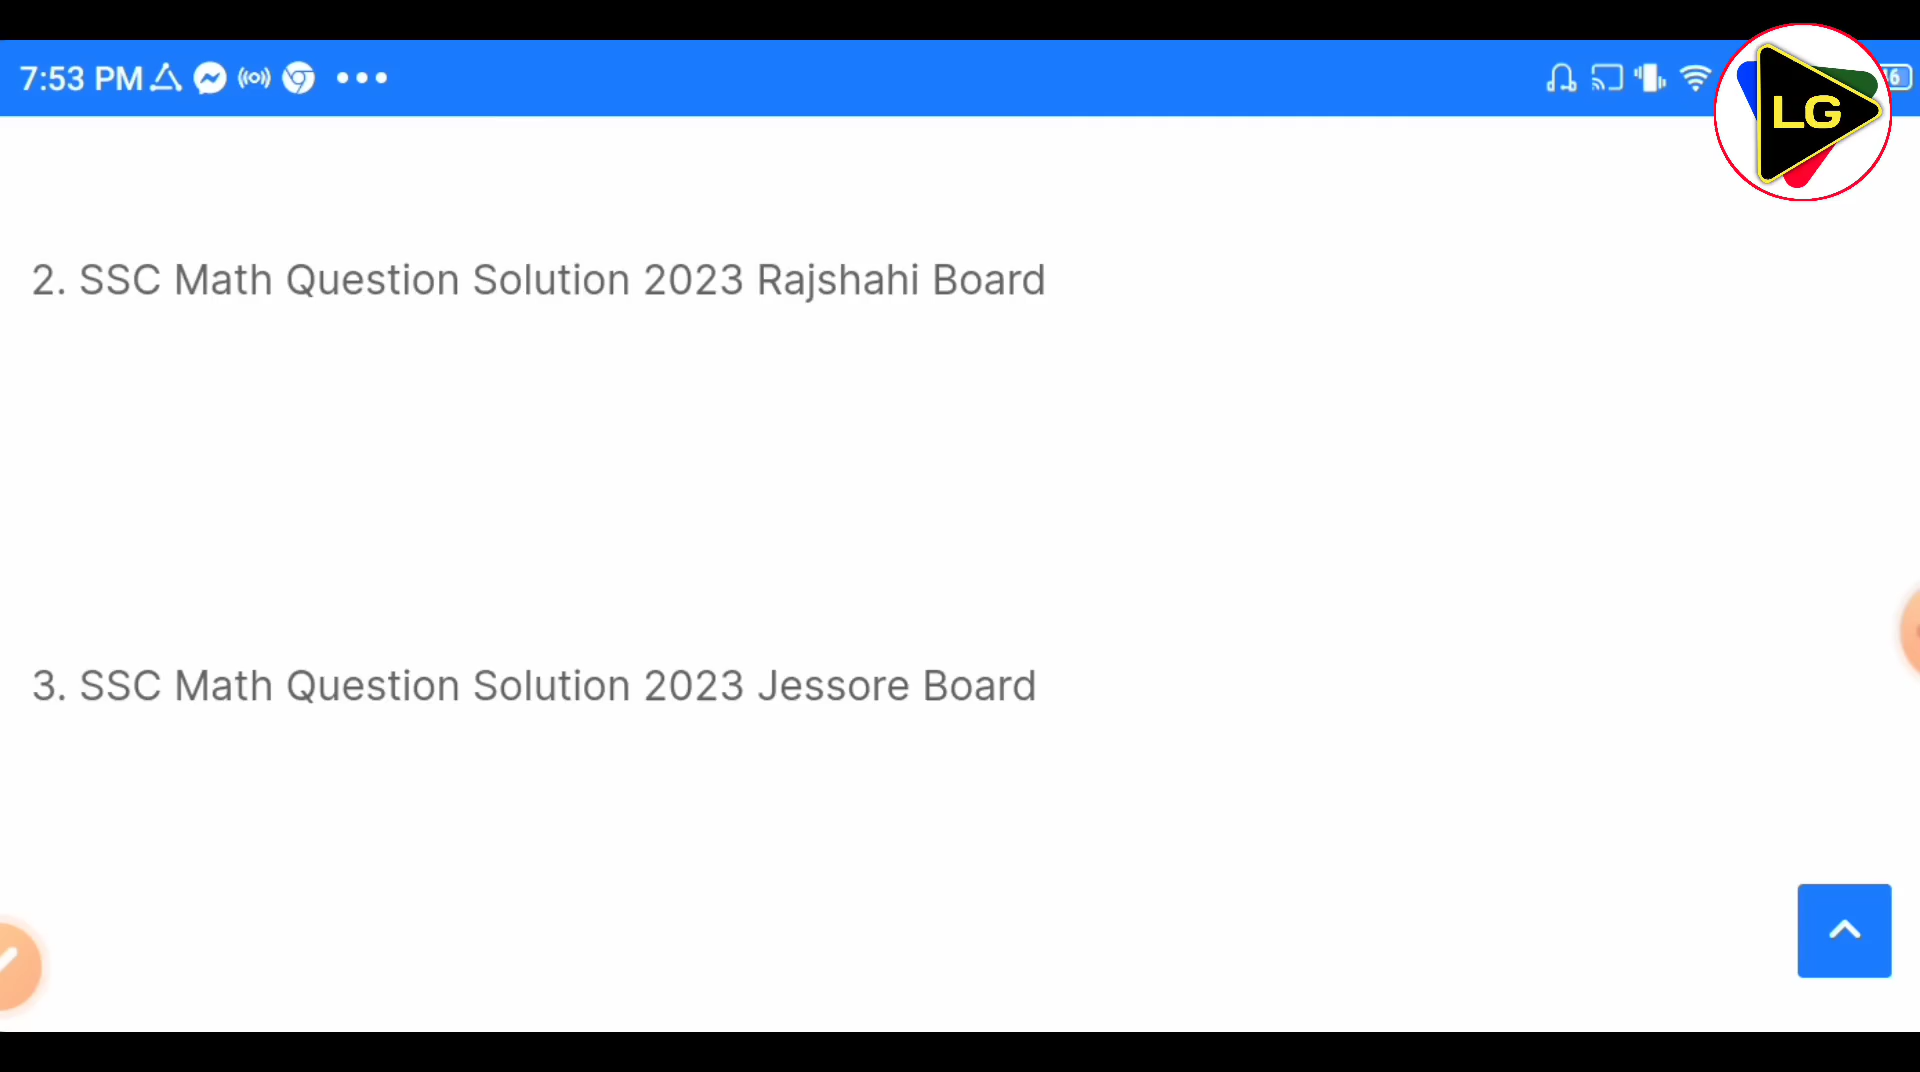 7:53 PM
LG
6
2. SSC Math Question Solution 2023 Rajshahi Board
3. SSC Math Question Solution 2023 Jessore Board